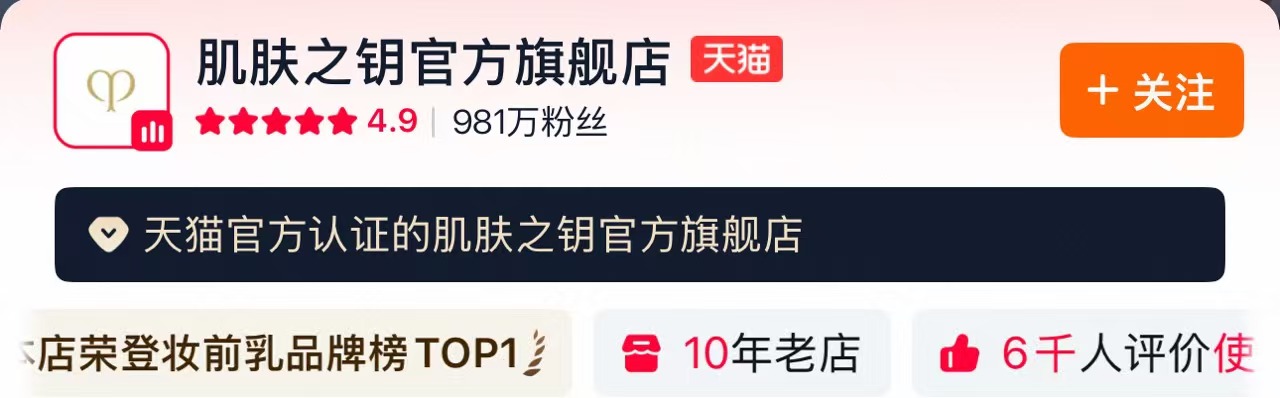 肌肤之钥官方旗舰店 天猫
4.9 981万粉丝
+ 关注
天猫官方认证的肌肤之钥官方旗舰店
店荣登妆前乳品牌榜TOP1
10年老店
6千人评价使